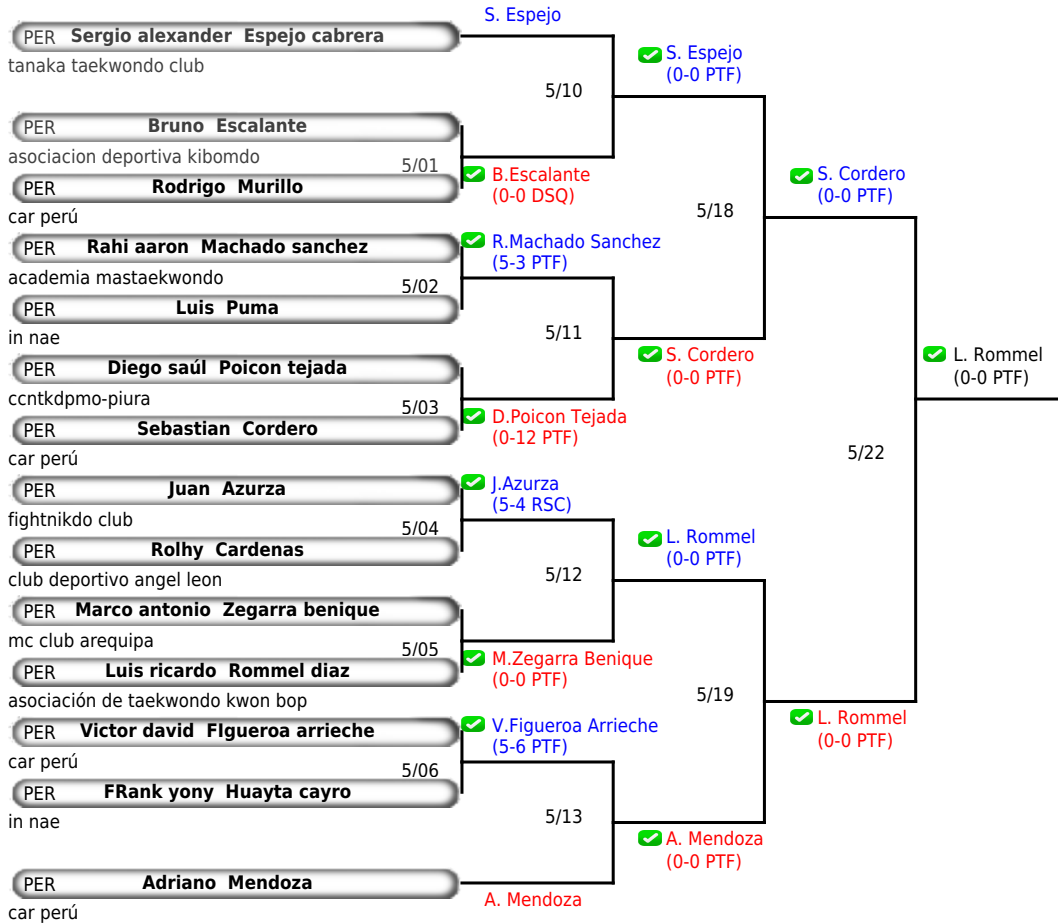 S. Espejo
PER Sergio alexander Espejo cabrera
tanaka taekwondo club
S. Espejo
(0-0 PTF)
5/10
PER Bruno Escalante
asociacion deportiva kibomdo
5/01
B.Escalante
(0-0 DSQ)
PER Rodrigo Murillo
car perú
S. Cordero
(0-0 PTF)
5/18
PER Rahi aaron Machado sanchez
R.Machado Sanchez
(5-3 PTF)
academia mastaekwondo
5/02
PER Luis Puma
in nae
5/11
S. Cordero
(0-0 PTF)
L. Rommel
(0-0 PTF)
PER Diego saúl Poicon tejada
ccntkdpmo-piura
5/03
D.Poicon Tejada
(0-12 PTF)
PER Sebastian Cordero
car perú
5/22
PER Juan Azurza
J.Azurza
(5-4 RSC)
fightnikdo club
5/04
PER Rolhy Cardenas
club deportivo angel leon
L. Rommel
(0-0 PTF)
5/12
PER Marco antonio Zegarra benique
mc club arequipa
5/05
M.Zegarra Benique
(0-0 PTF)
PER Luis ricardo Rommel diaz
asociación de taekwondo kwon bop
5/19
L. Rommel
(0-0 PTF)
PER Victor david FIgueroa arrieche
V.Figueroa Arrieche
(5-6 PTF)
car perú
5/06
PER FRank yony Huayta cayro
in nae
5/13
A. Mendoza
(0-0 PTF)
PER Adriano Mendoza
A. Mendoza
car perú